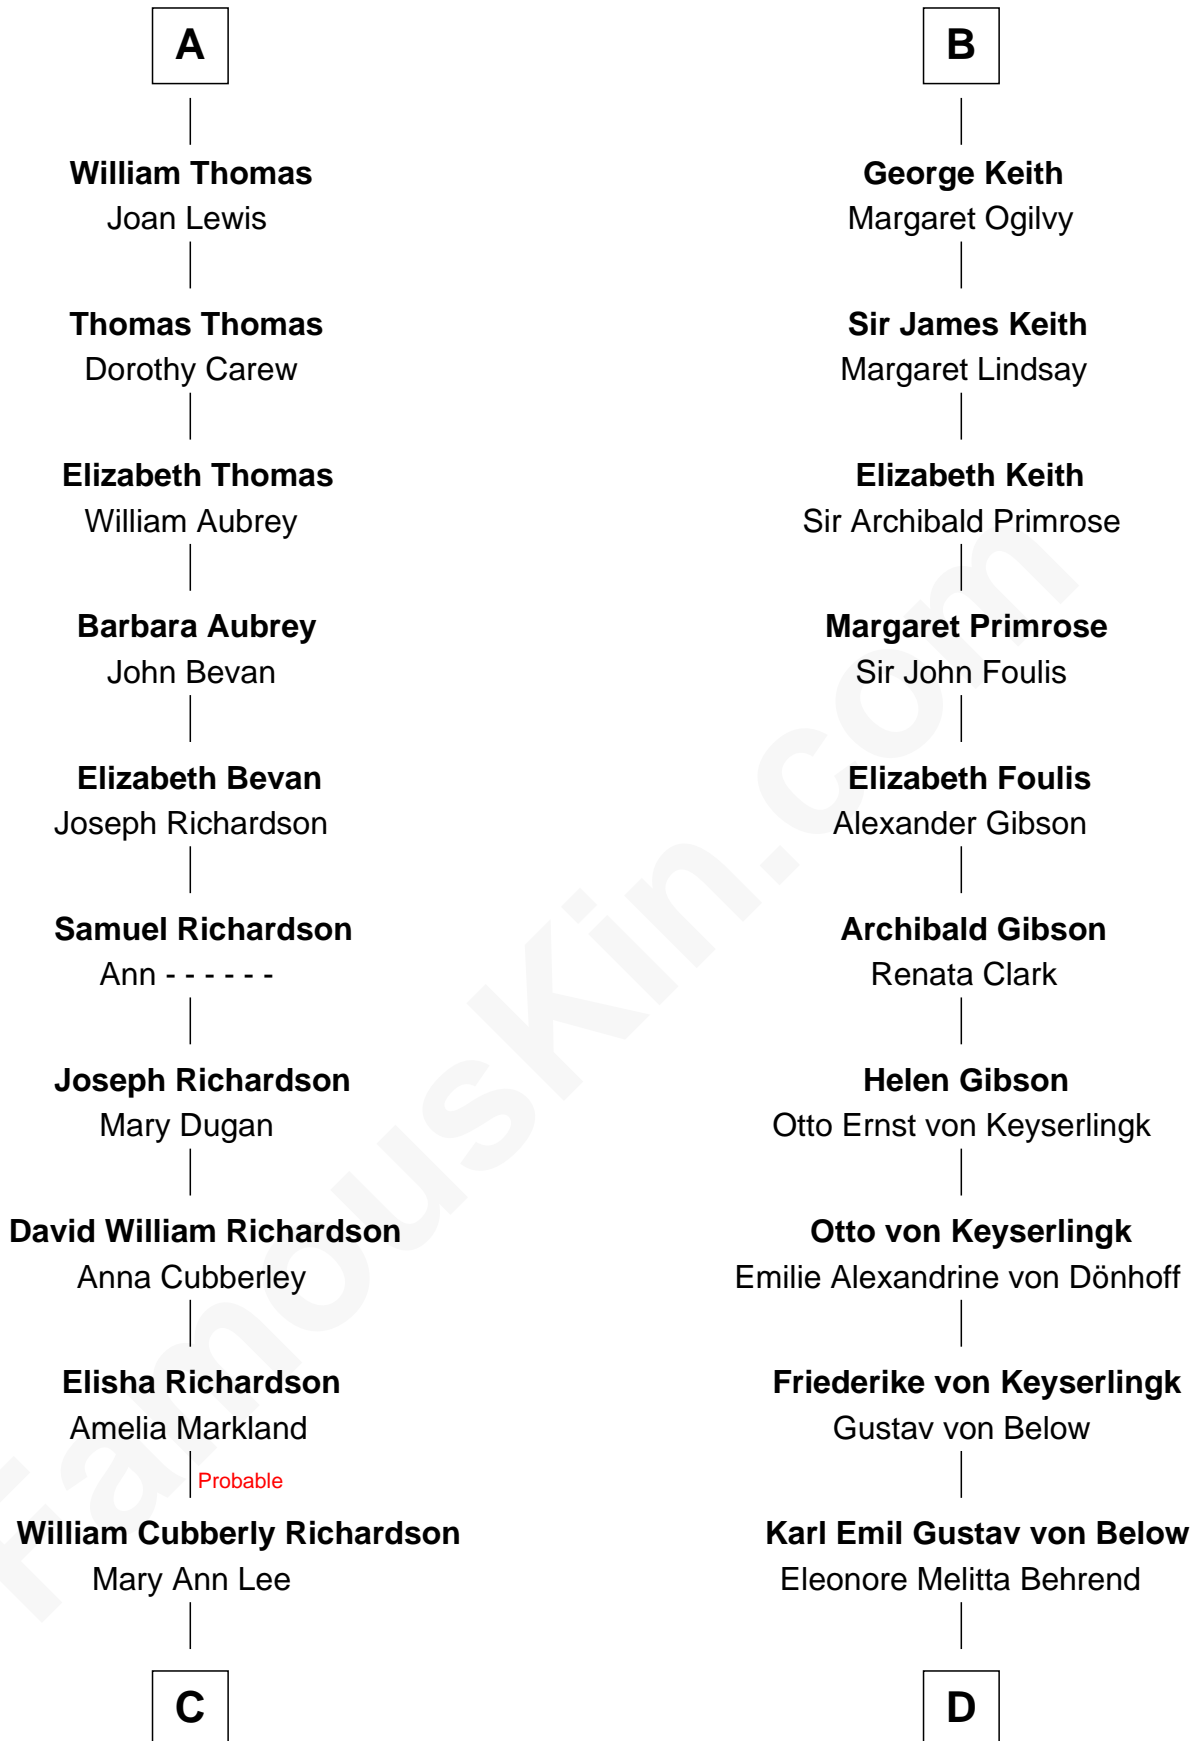 A
William Thomas
Joan Lewis
Thomas Thomas
Dorothy Carew
Elizabeth Thomas
William Aubrey
Barbara Aubrey
John Bevan
Elizabeth Bevan
Joseph Richardson
Samuel Richardson
Ann - - - - - -
Joseph Richardson
Mary Dugan
David William Richardson
Anna Cubberley
Elisha Richardson
Amelia Markland
Probable
William Cubberly Richardson
Mary Ann Lee
C
B
George Keith
Margaret Ogilvy
Sir James Keith
Margaret Lindsay
Elizabeth Keith
Sir Archibald Primrose
Margaret Primrose
Sir John Foulis
Elizabeth Foulis
Alexander Gibson
Archibald Gibson
Renata Clark
Helen Gibson
Otto Ernst von Keyserlingk
Otto von Keyserlingk
Emilie Alexandrine von Dönhoff
Friederike von Keyserlingk
Gustav von Below
Karl Emil Gustav von Below
Eleonore Melitta Behrend
D
FamousKin.com